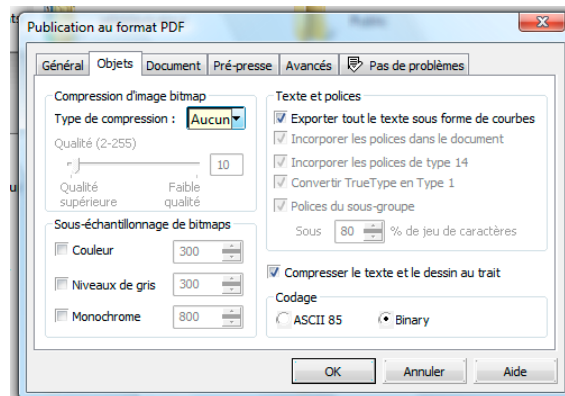 Publication au format PDF
Général Objets Document Pré-presse Avancés Pas de problèmes
Compression d'image bitmap
Type de compression : Aucun
Qualité (2-255)
10
Qualité supérieure
Faible qualité
Sous-échantillonnage de bitmaps
Couleur 300
Niveaux de gris 300
Monochrome 800
Texte et polices
Exporter tout le texte sous forme de courbes
Incorporer les polices dans le document
Incorporer les polices de type 14
Convertir TrueType en Type 1
Polices du sous-groupe
Sous 80 % de jeu de caractères
Compresser le texte et le dessin au trait
Codage
ASCII 85 Binary
OK Annuler Aide